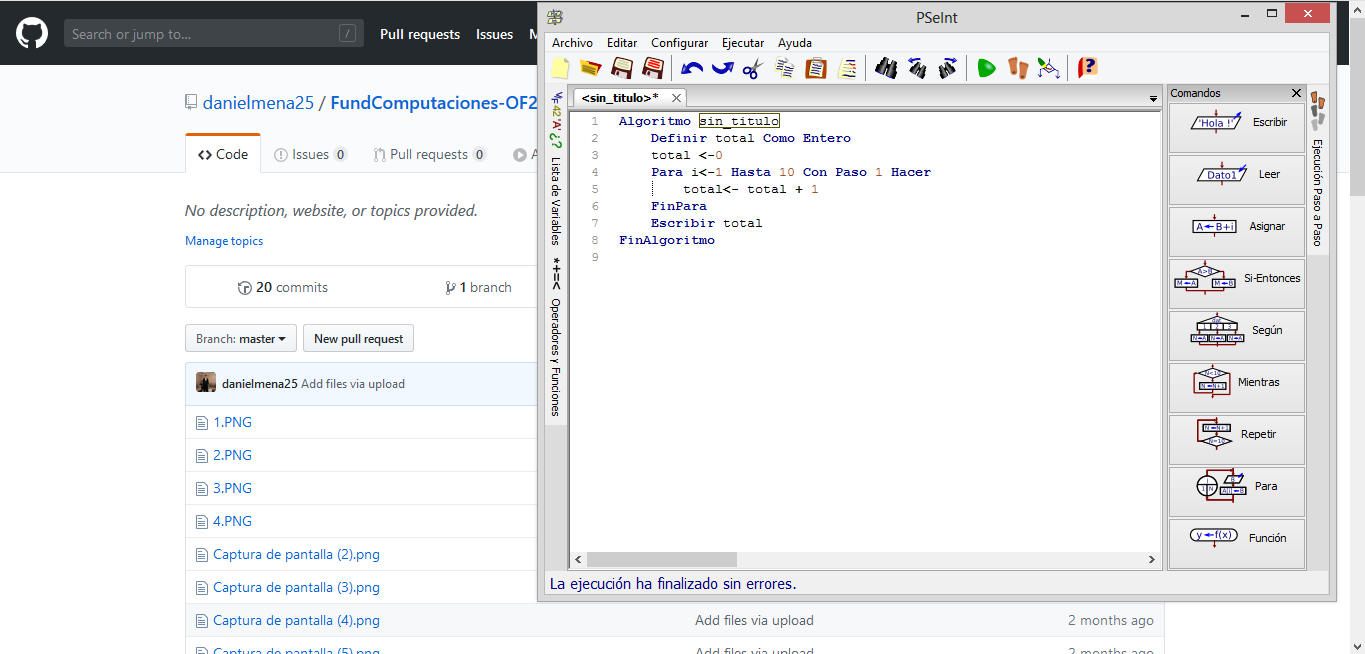 Search or jump to…
/
Pull requests Issues M
danielmena25 / FundComputaciones-OF2
Code
Issues 0
Pull requests 0
A
No description, website, or topics provided.
Manage topics
20 commits
1 branch
Branch: master
New pull request
danielmena25 Add files via upload
1.PNG
2.PNG
3.PNG
4.PNG
Captura de pantalla (2).png
Captura de pantalla (3).png
Captura de pantalla (4).png Add files via upload 2 months ago
Captura de pantalla (5).png Add files via upload 2 months ago
PSeInt
Archivo Editar Configurar Ejecutar Ayuda
<sin_titulo>*
Lista de Variables
*+=<
Operadores y Funciones
1 Algoritmo sin_titulo
2 Definir total Como Entero
3 total <-0
4 Para i<-1 Hasta 10 Con Paso 1 Hacer
5 total<- total + 1
6 FinPara
7 Escribir total
8 FinAlgoritmo
9
La ejecución ha finalizado sin errores.
Comandos
'Hola !' Escribir
Dato1 Leer
A←B+i Asignar
Si-Entonces
Según
Mientras
Repetir
Para
y←f(x) Función
Ejecución Paso a Paso